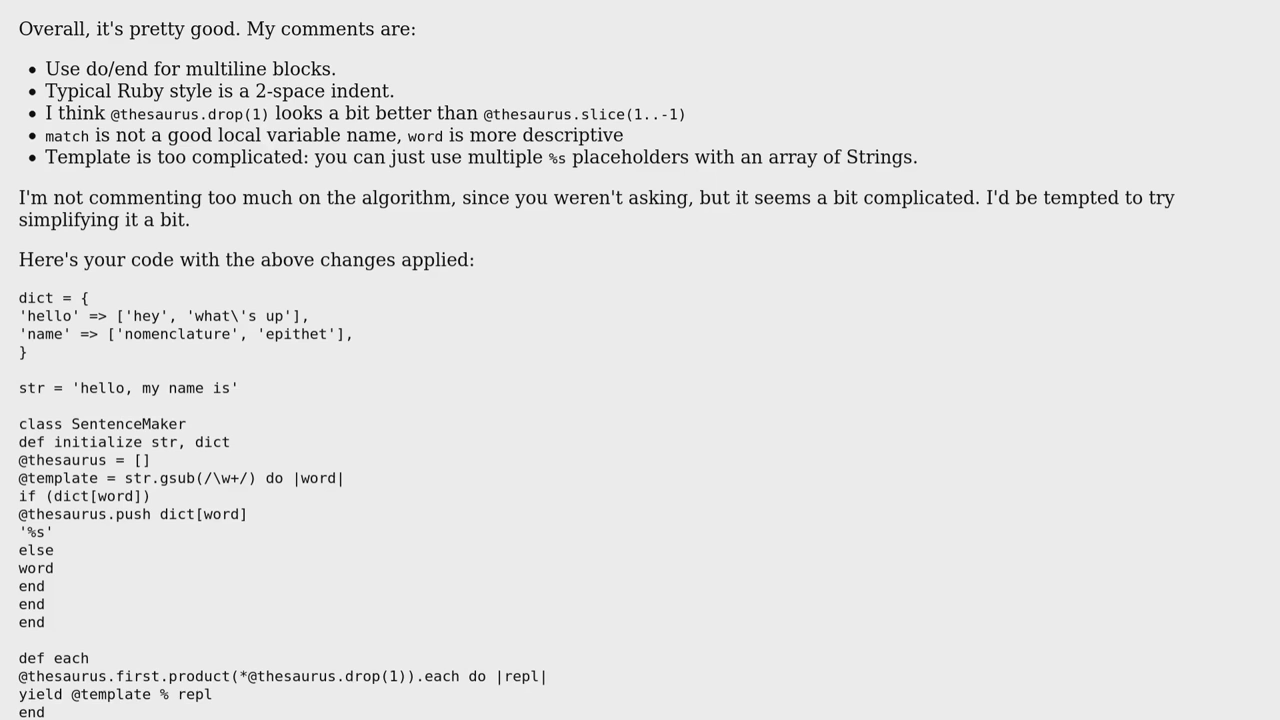 Overall, it's pretty good. My comments are:
• Use do/end for multiline blocks.
• Typical Ruby style is a 2-space indent.
• I think @thesaurus.drop(1) looks a bit better than @thesaurus.slice(1..-1)
• match is not a good local variable name, word is more descriptive
• Template is too complicated: you can just use multiple %s placeholders with an array of Strings.
I'm not commenting too much on the algorithm, since you weren't asking, but it seems a bit complicated. I'd be tempted to try
simplifying it a bit.
Here's your code with the above changes applied:
dict = {
'hello' => ['hey', 'what\'s up'],
'name' => ['nomenclature', 'epithet'],
}
str = 'hello, my name is'
class SentenceMaker
def initialize str, dict
@thesaurus = []
@template = str.gsub(/\w+/) do |word|
if (dict[word])
@thesaurus.push dict[word]
'%s'
else
word
end
end
end
def each
@thesaurus.first.product(*@thesaurus.drop(1)).each do |repl|
yield @template % repl
end